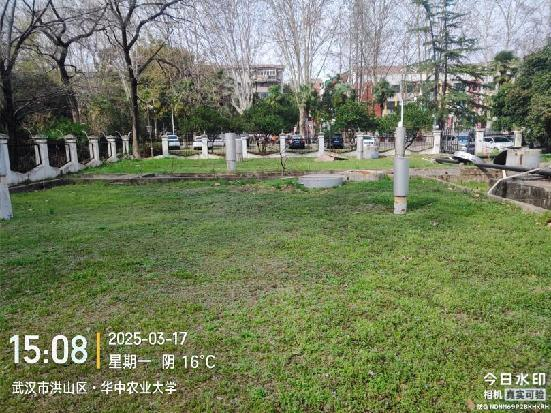 15:08
2025-03-17
星期一 阴 16°C
武汉市洪山区·华中农业大学
今日水印
相机 真实可验